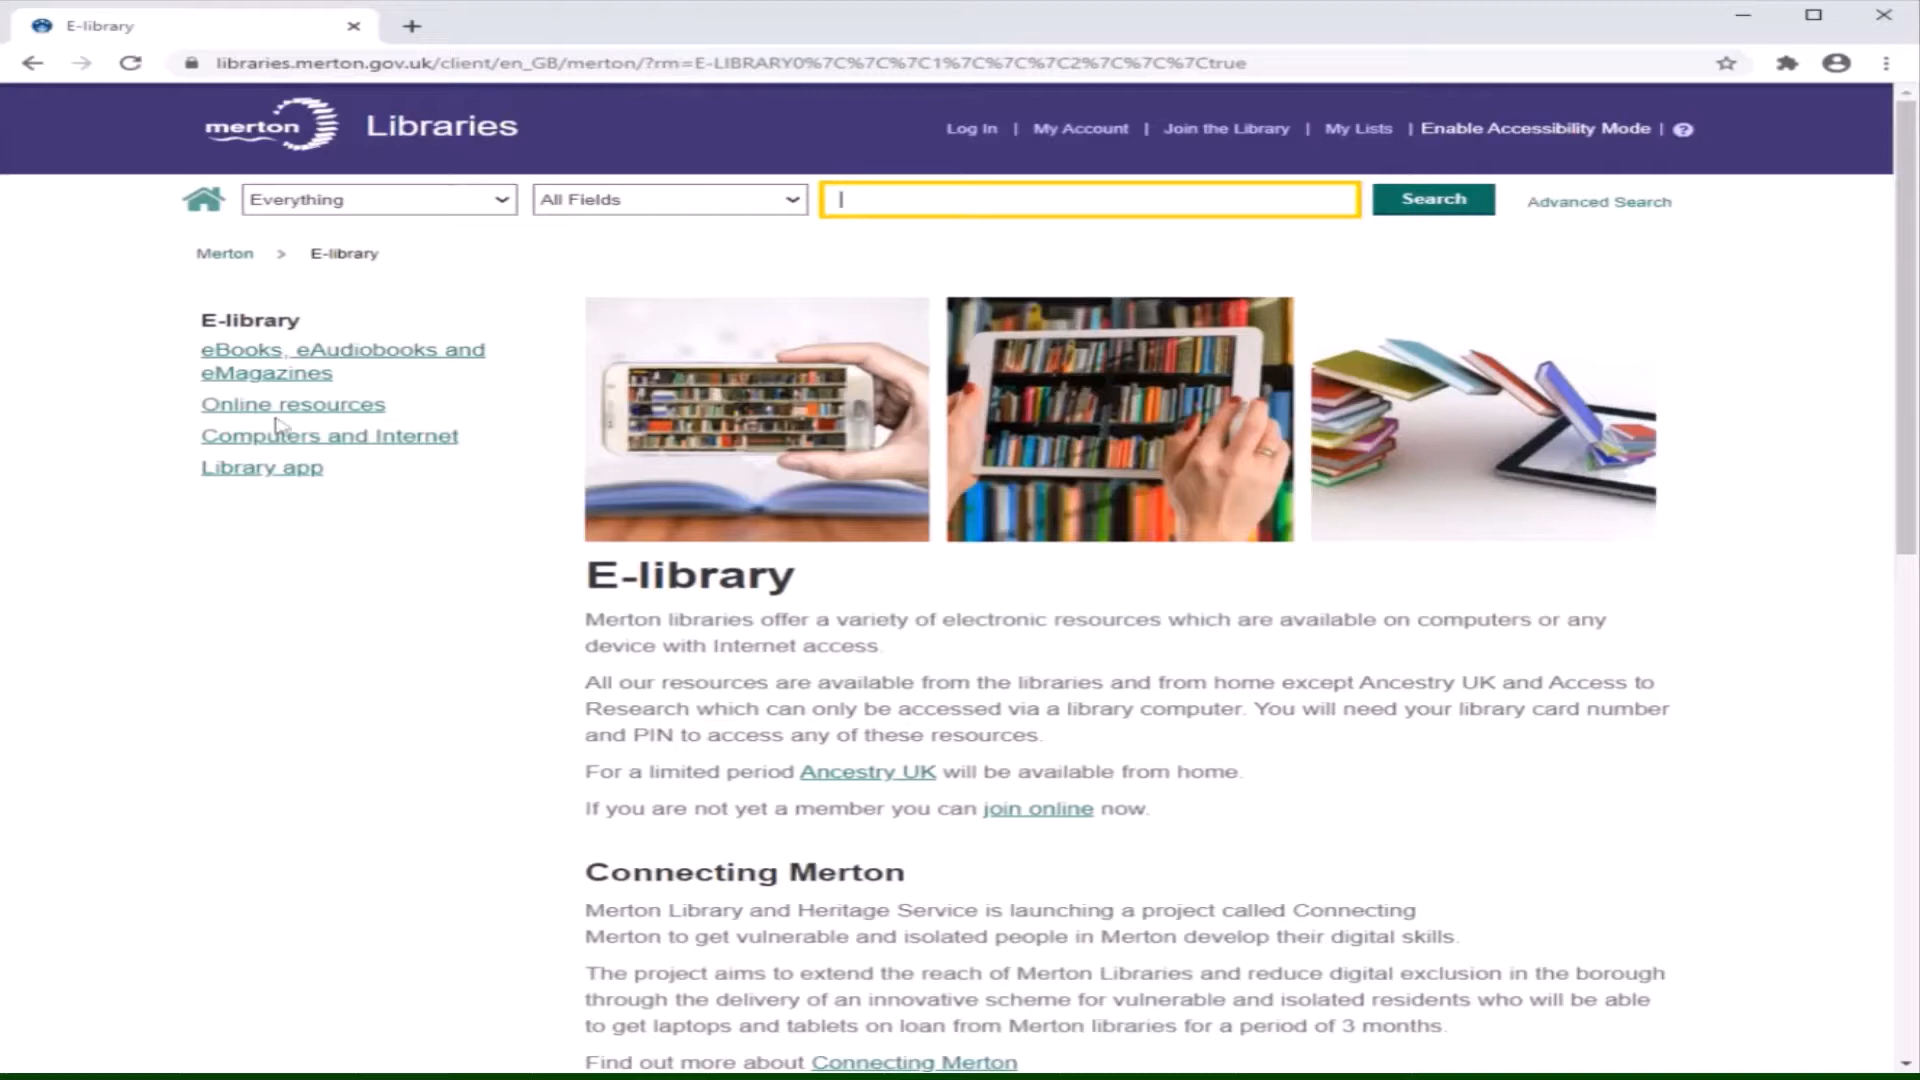 E-library
libraries.merton.gov.uk/client/en_GB/merton/?rm=E-LIBRARY0%7C%7C%7C1%7C%7C%7C2%7C%7C%7Ctrue
merton Libraries
Log In | My Account | Join the Library | My Lists | Enable Accessibility Mode | ?
Everything All Fields Search Advanced Search
Merton > E-library
E-library
eBooks, eAudiobooks and
eMagazines
Online resources
Computers and Internet
Library app
E-library
Merton libraries offer a variety of electronic resources which are available on computers or any
device with Internet access.
All our resources are available from the libraries and from home except Ancestry UK and Access to
Research which can only be accessed via a library computer. You will need your library card number
and PIN to access any of these resources.
For a limited period Ancestry UK will be available from home.
If you are not yet a member you can join online now.
Connecting Merton
Merton Library and Heritage Service is launching a project called Connecting
Merton to get vulnerable and isolated people in Merton develop their digital skills.
The project aims to extend the reach of Merton Libraries and reduce digital exclusion in the borough
through the delivery of an innovative scheme for vulnerable and isolated residents who will be able
to get laptops and tablets on loan from Merton libraries for a period of 3 months.
Find out more about Connecting Merton